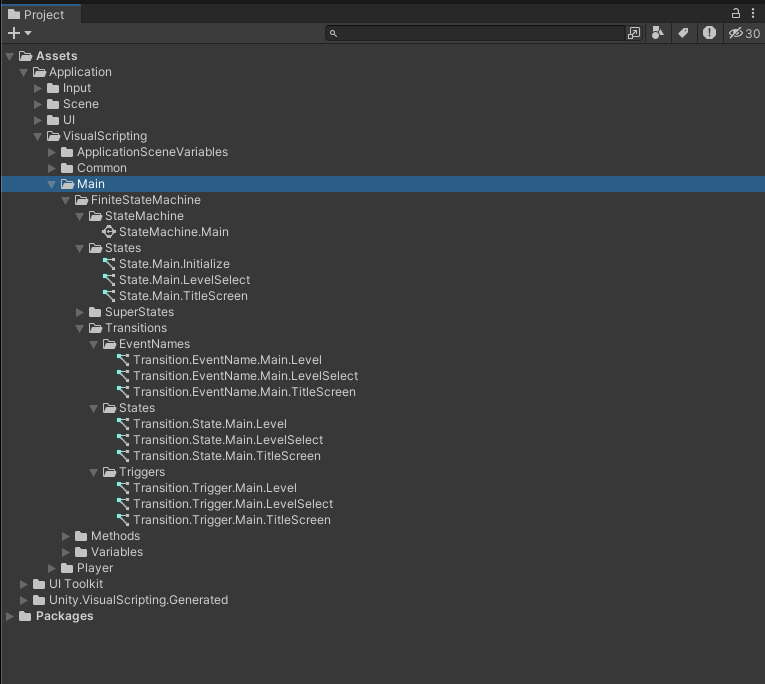 Project
30
Assets
Application
Input
Scene
UI
VisualScripting
ApplicationSceneVariables
Common
Main
FiniteStateMachine
StateMachine
StateMachine.Main
States
State.Main.Initialize
State.Main.LevelSelect
State.Main.TitleScreen
SuperStates
Transitions
EventNames
Transition.EventName.Main.Level
Transition.EventName.Main.LevelSelect
Transition.EventName.Main.TitleScreen
States
Transition.State.Main.Level
Transition.State.Main.LevelSelect
Transition.State.Main.TitleScreen
Triggers
Transition.Trigger.Main.Level
Transition.Trigger.Main.LevelSelect
Transition.Trigger.Main.TitleScreen
Methods
Variables
Player
UI Toolkit
Unity.VisualScripting.Generated
Packages